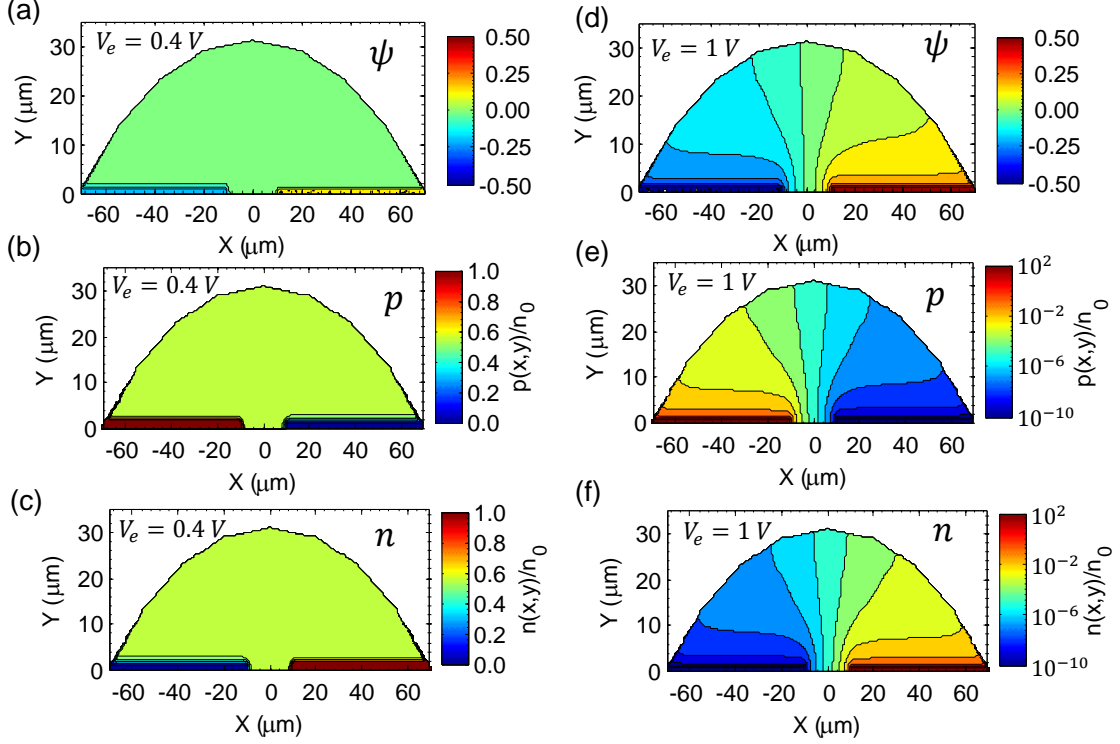 (a)
V_e = 0.4 V
ψ
30
20
10
0
Y (μm)
-60 -40 -20 0 20 40 60
X (μm)
0.50
0.25
0.00
-0.25
-0.50
(d)
V_e = 1 V
ψ
30
20
10
0
Y (μm)
-60 -40 -20 0 20 40 60
X (μm)
0.50
0.25
0.00
-0.25
-0.50
(b)
V_e = 0.4 V
p
30
20
10
0
Y (μm)
-60 -40 -20 0 20 40 60
X (μm)
1.0
0.8
0.6
0.4
0.2
0.0
p(x,y)/n_0
(e)
V_e = 1 V
p
30
20
10
0
Y (μm)
-60 -40 -20 0 20 40 60
X (μm)
10^2
10^-2
10^-6
10^-10
p(x,y)/n_0
(c)
V_e = 0.4 V
n
30
20
10
0
Y (μm)
-60 -40 -20 0 20 40 60
X (μm)
1.0
0.8
0.6
0.4
0.2
0.0
n(x,y)/n_0
(f)
V_e = 1 V
n
30
20
10
0
Y (μm)
-60 -40 -20 0 20 40 60
X (μm)
10^2
10^-2
10^-6
10^-10
n(x,y)/n_0